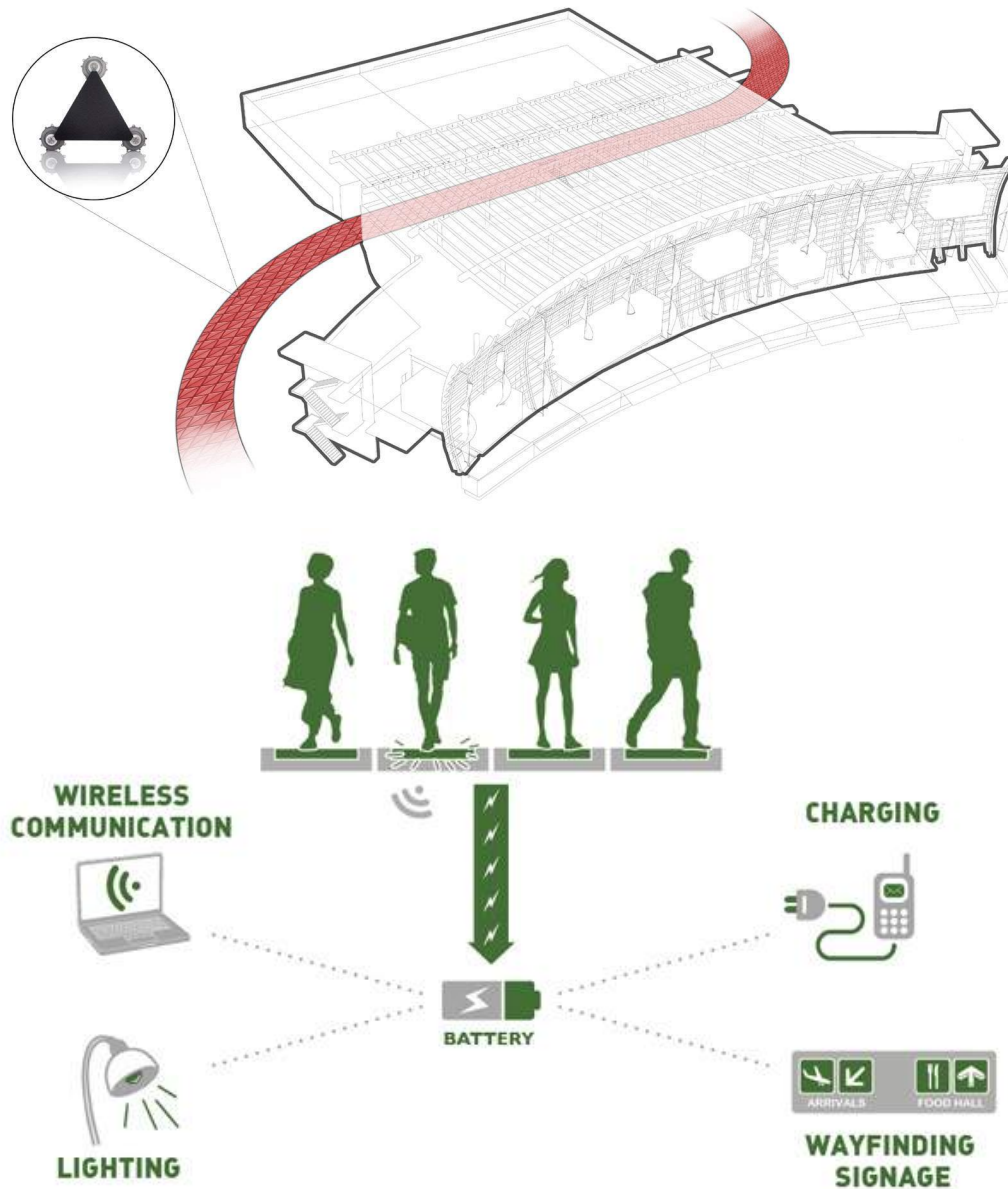 WIRELESS
COMMUNICATION
CHARGING
BATTERY
ARRIVALS
FOOD HALL
LIGHTING
WAYFINDING
SIGNAGE